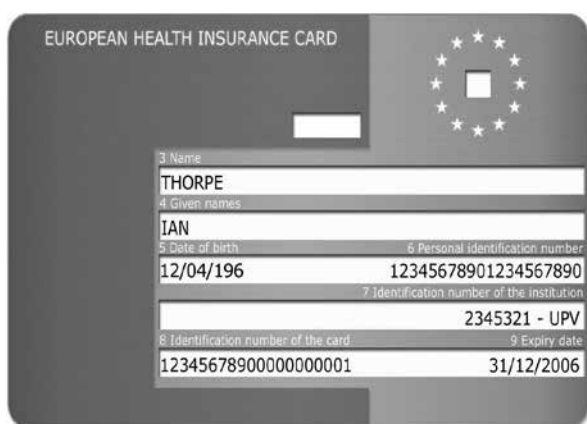 EUROPEAN HEALTH INSURANCE CARD
3 Name
THORPE
4 Given names
IAN
5 Date of birth 6 Personal identification number
12/04/196 12345678901234567890
7 Identification number of the institution
2345321 - UPV
8 Identification number of the card 9 Expiry date
12345678900000000001 31/12/2006